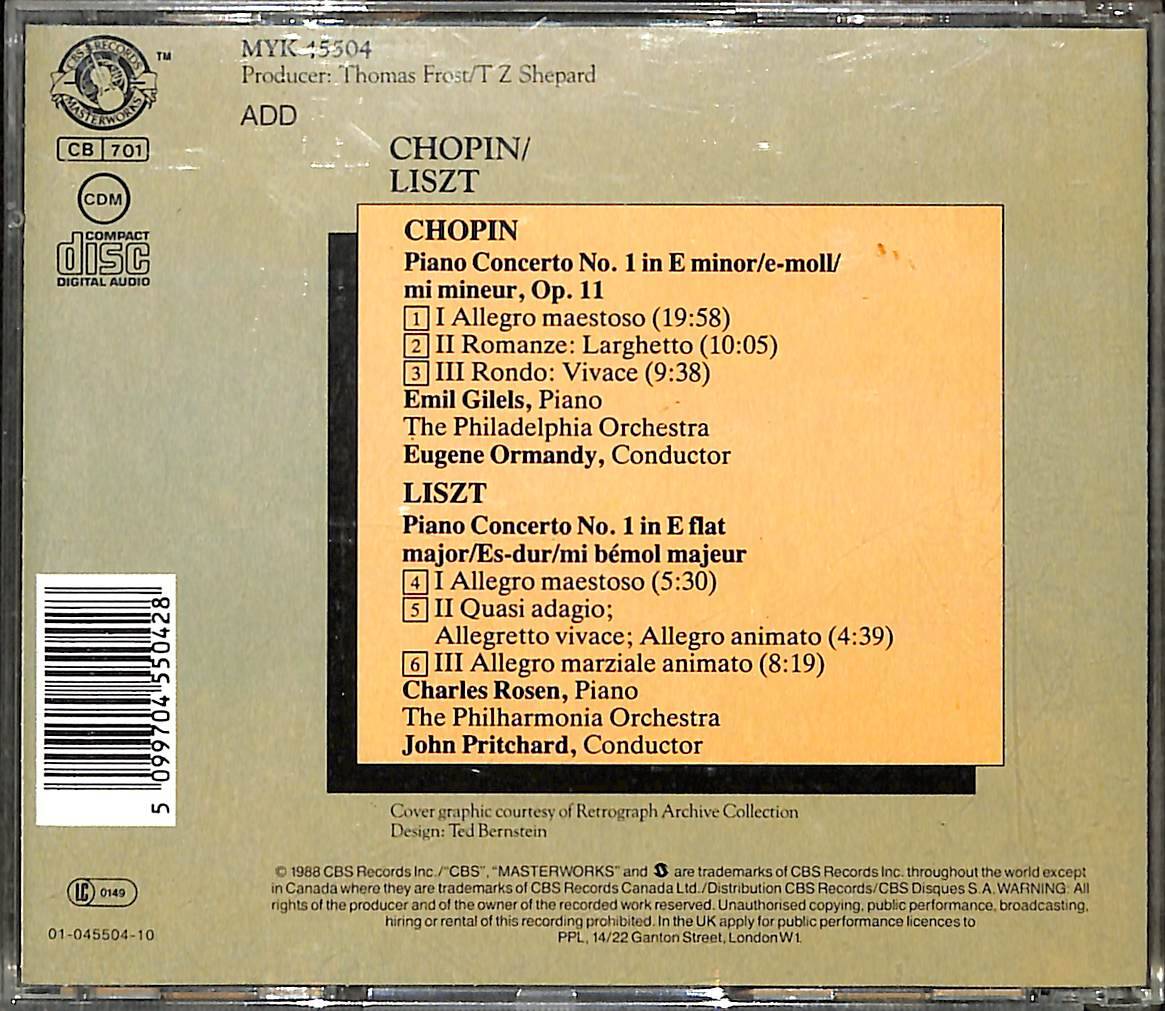 CBS RECORDS
MASTERWORKS
TM
CB 701
CDM
COMPACT
disc
DIGITAL AUDIO
MYK 45504
Producer: Thomas Frost/T Z Shepard
ADD
CHOPIN/
LISZT
CHOPIN
Piano Concerto No. 1 in E minor/e-moll/
mi mineur, Op. 11
1 I Allegro maestoso (19:58)
2 II Romanze: Larghetto (10:05)
3 III Rondo: Vivace (9:38)
Emil Gilels, Piano
The Philadelphia Orchestra
Eugene Ormandy, Conductor
LISZT
Piano Concerto No. 1 in E flat
major/Es-dur/mi bémol majeur
4 I Allegro maestoso (5:30)
5 II Quasi adagio;
Allegretto vivace; Allegro animato (4:39)
6 III Allegro marziale animato (8:19)
Charles Rosen, Piano
The Philharmonia Orchestra
John Pritchard, Conductor
5 099704 550428
Cover graphic courtesy of Retrograph Archive Collection
Design: Ted Bernstein
© 1988 CBS Records Inc./"CBS", "MASTERWORKS" and are trademarks of CBS Records Inc. throughout the world except
in Canada where they are trademarks of CBS Records Canada Ltd./Distribution CBS Records/CBS Disques S.A. WARNING: All
rights of the producer and of the owner of the recorded work reserved. Unauthorised copying, public performance, broadcasting,
hiring or rental of this recording prohibited. In the UK apply for public performance licences to
PPL, 14/22 Ganton Street, London W1.
LC 0149
01-045504-10